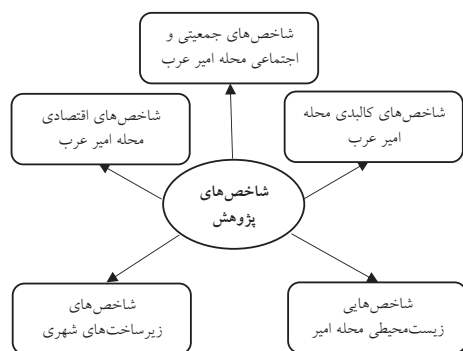 شاخص‌های جمعیتی و
اجتماعی محله امیر عرب
شاخص‌های کالبدی محله
امیر عرب
شاخص‌های اقتصادی
محله امیر عرب
شاخص‌های
پژوهش
شاخص‌هایی
زیست‌محیطی محله امیر
شاخص‌های
زیرساخت‌های شهری